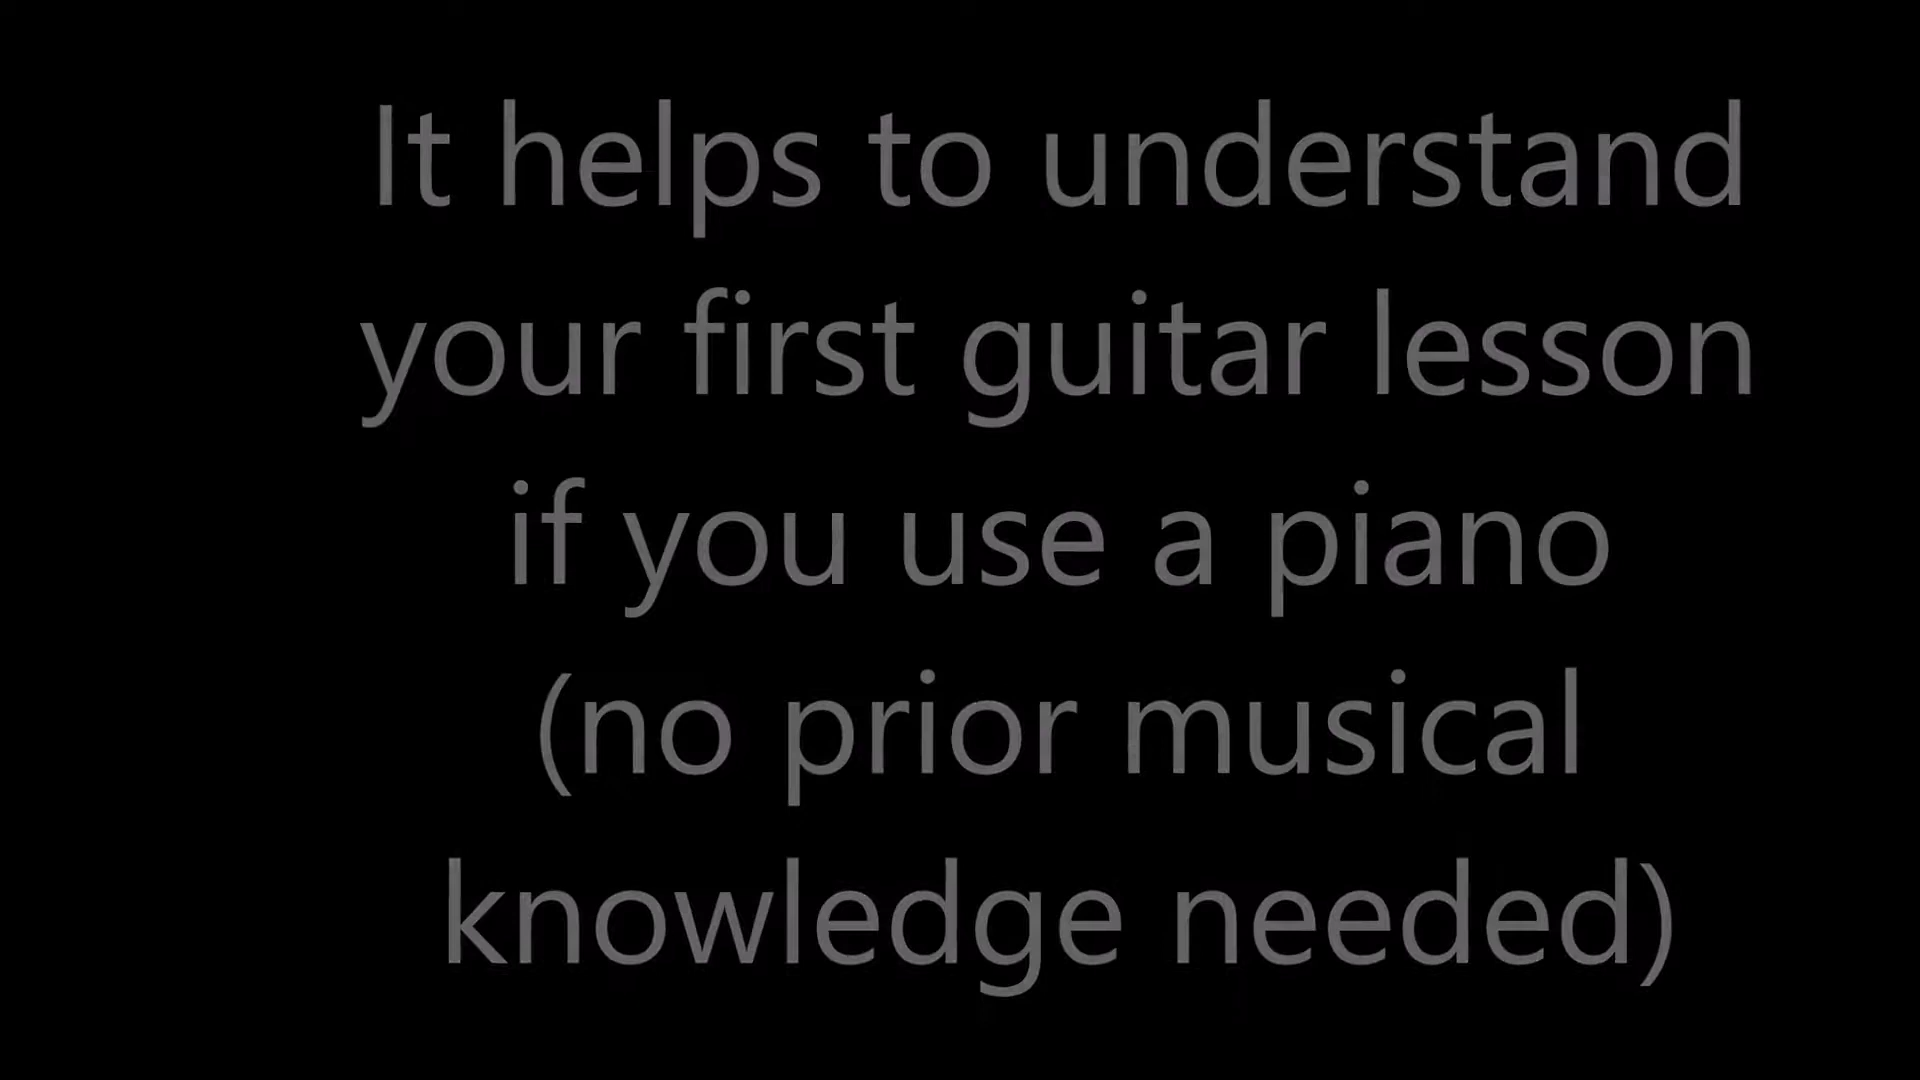 It helps to understand
your first guitar lesson
if you use a piano
(no prior musical
knowledge needed)